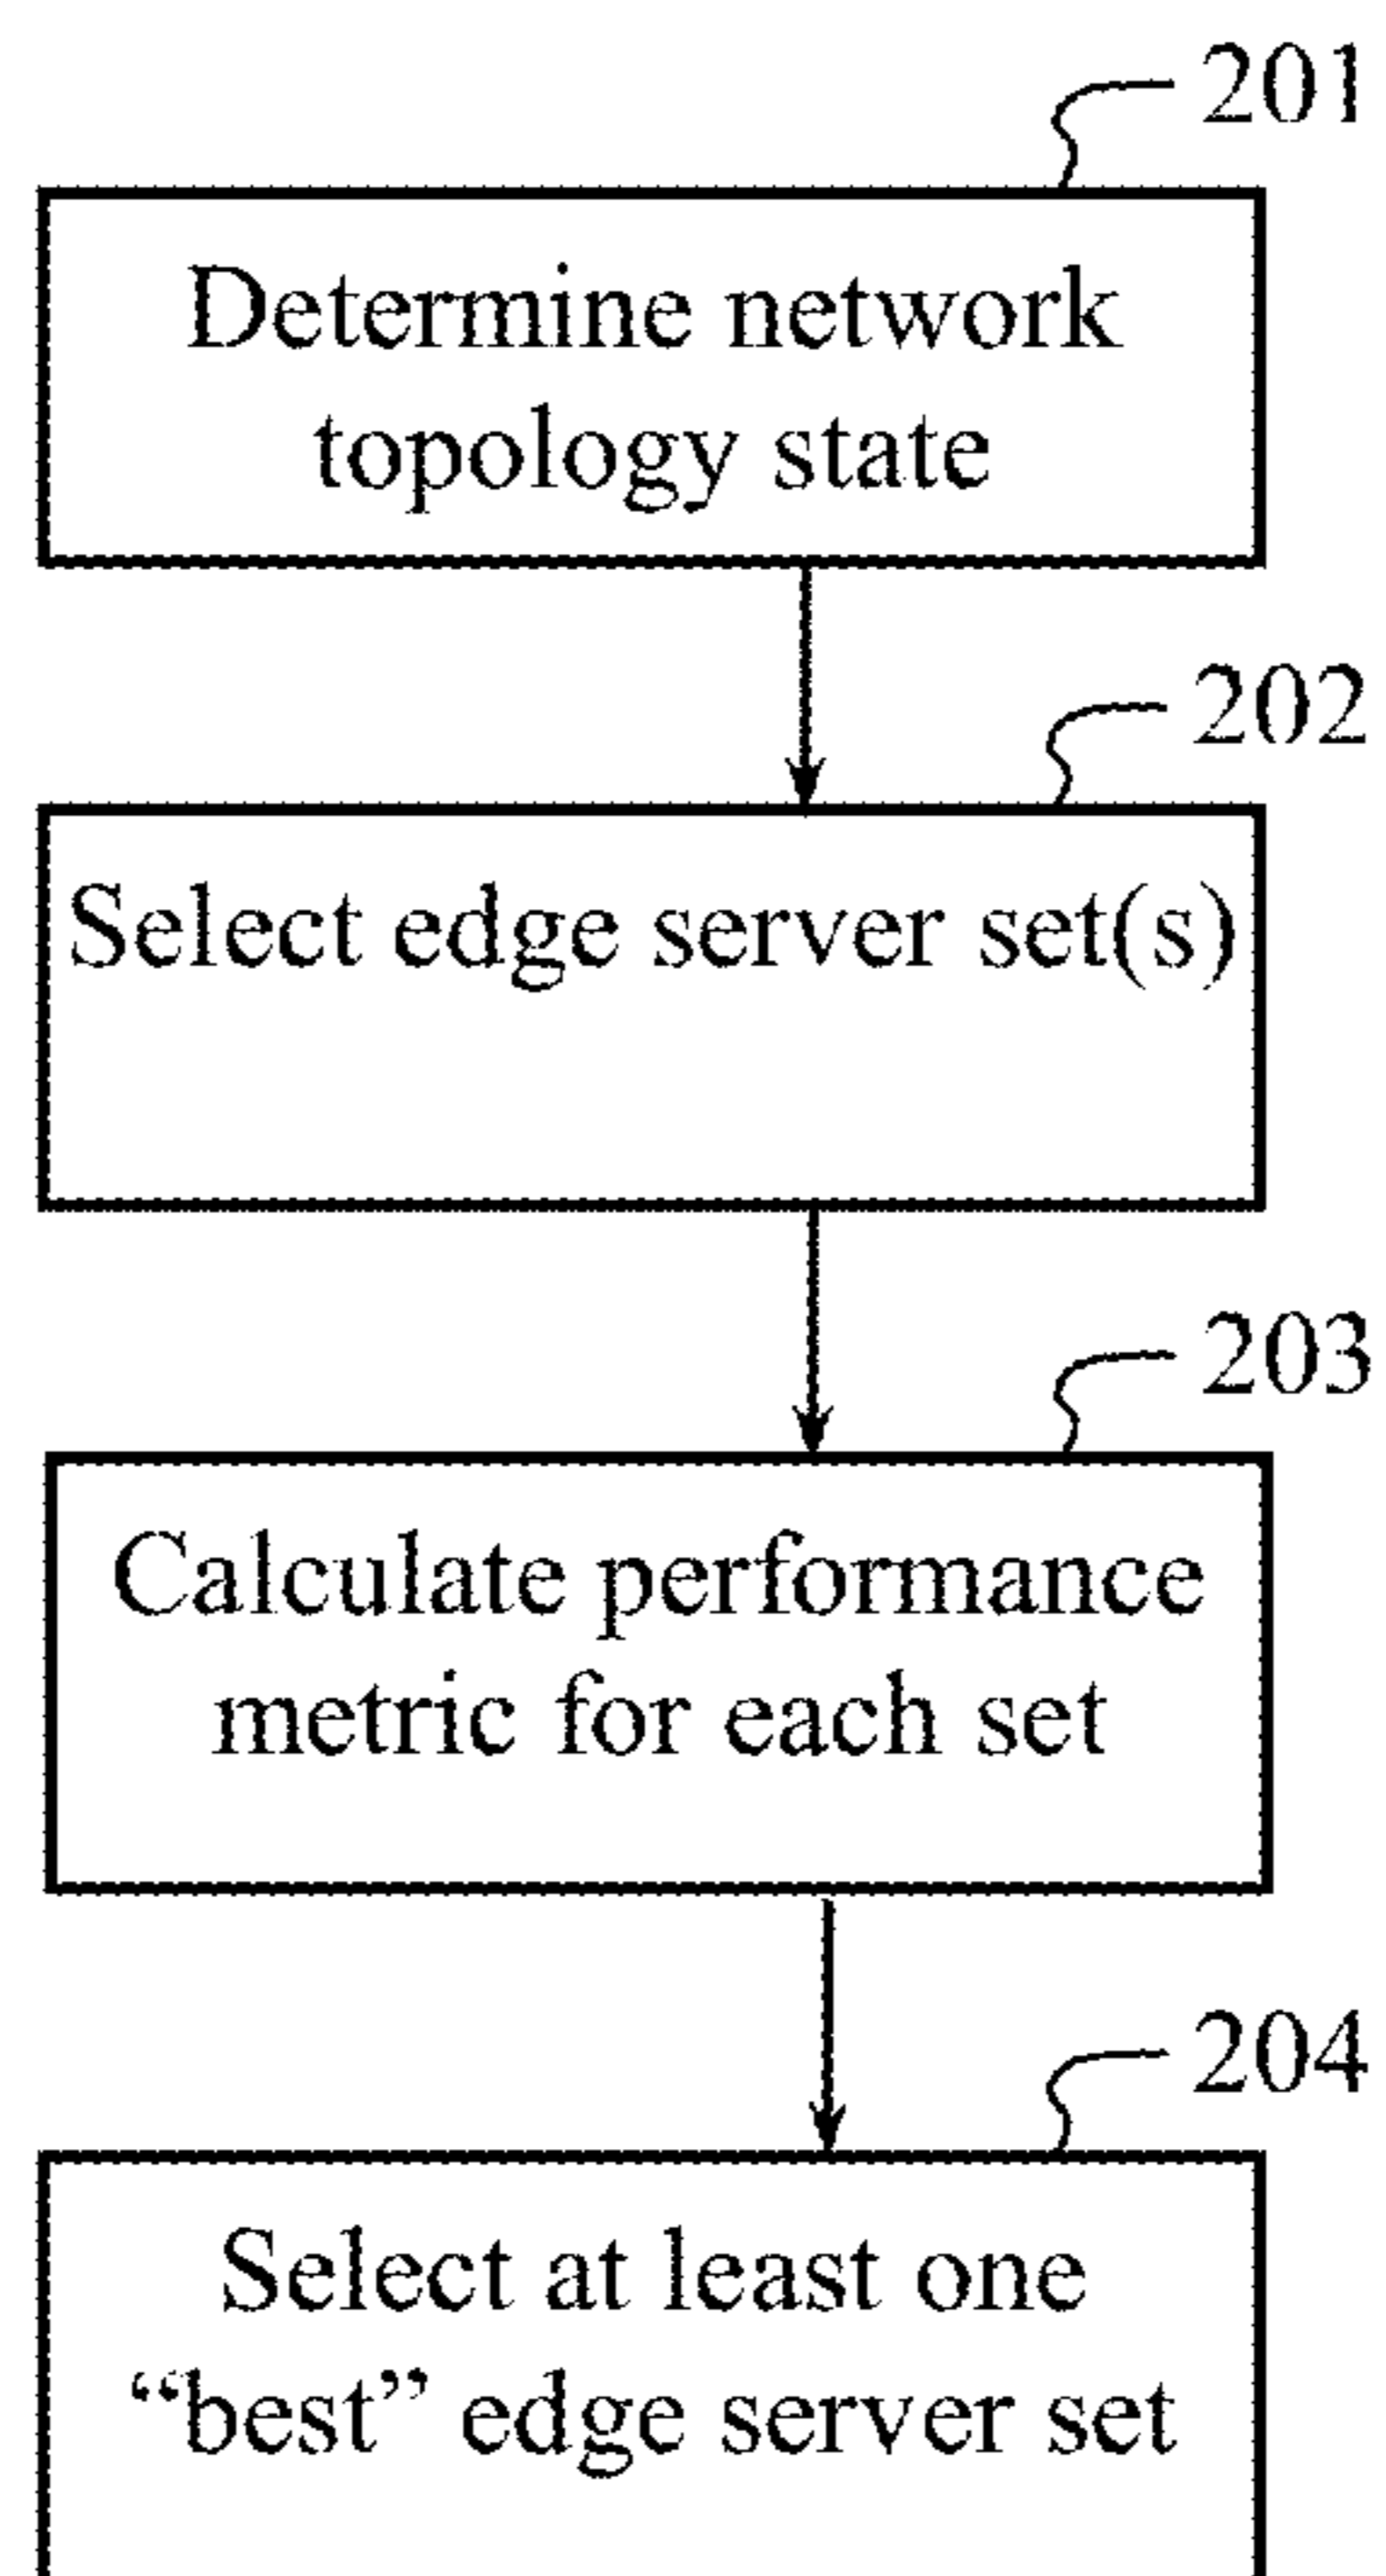 201
Determine network
topology state
202
Select edge server set(s)
203
Calculate performance
metric for each set
204
Select at least one
“best” edge server set